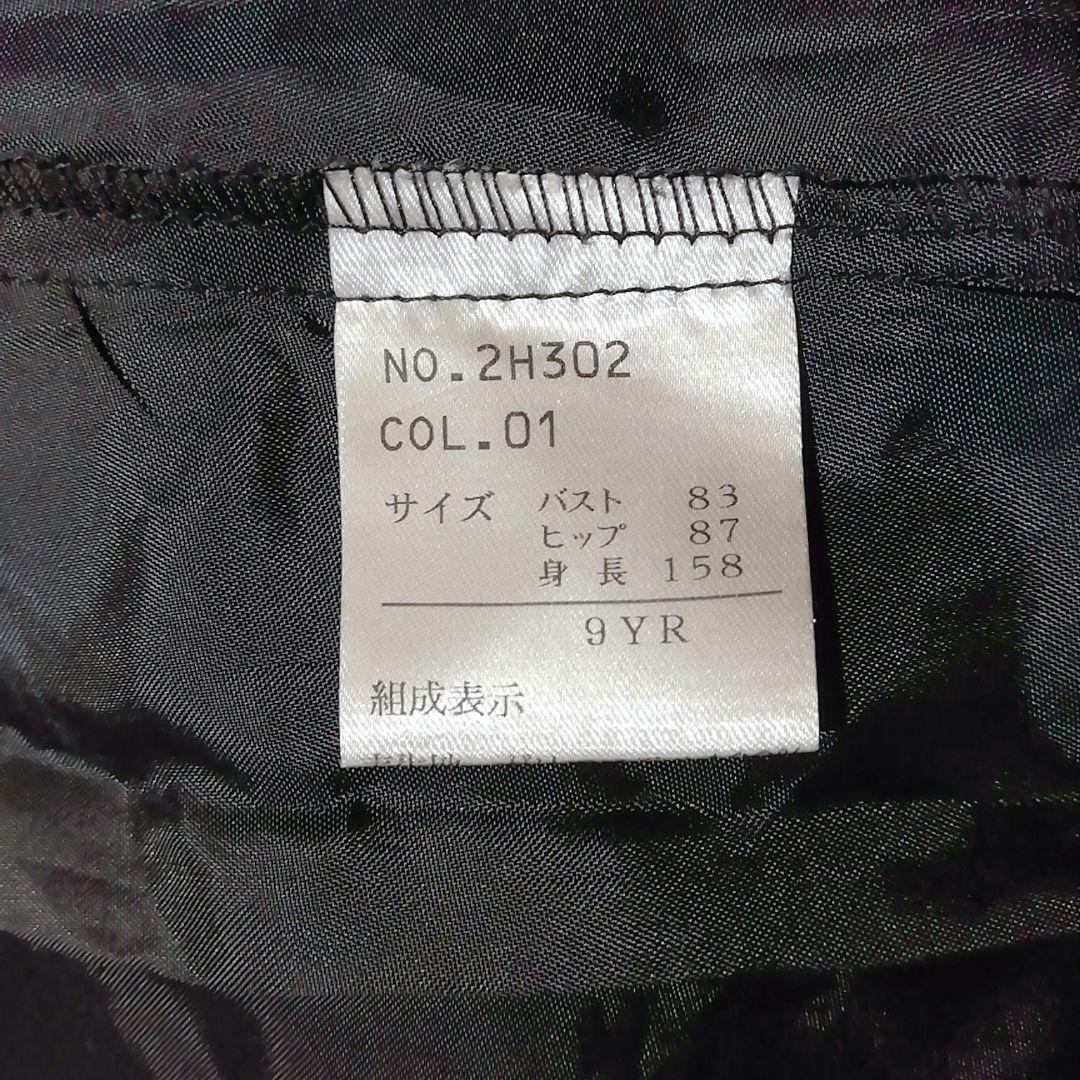 NO.2H302
COL.01
サイズ バスト 83
ヒップ 87
身長 158
9YR
組成表示